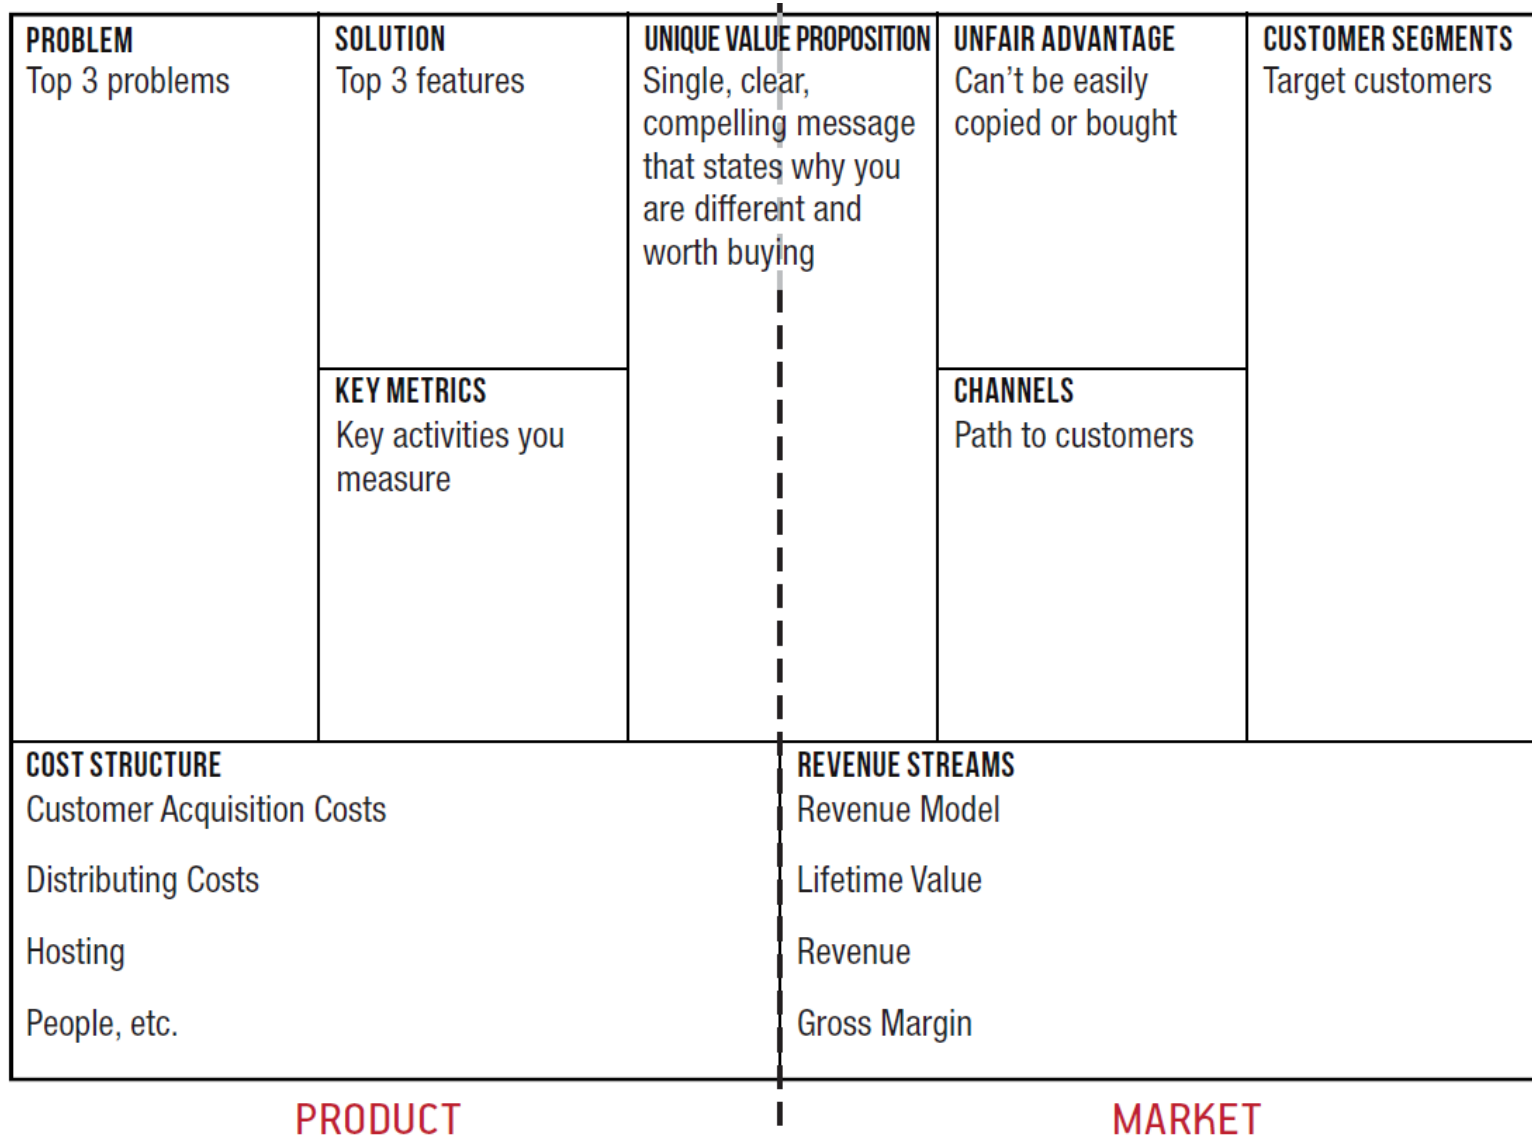 PROBLEM
Top 3 problems
SOLUTION
Top 3 features
KEY METRICS
Key activities you
measure
UNIQUE VALUE PROPOSITION
Single, clear,
compelling message
that states why you
are different and
worth buying
UNFAIR ADVANTAGE
Can't be easily
copied or bought
CHANNELS
Path to customers
CUSTOMER SEGMENTS
Target customers
COST STRUCTURE
Customer Acquisition Costs
Distributing Costs
Hosting
People, etc.
REVENUE STREAMS
Revenue Model
Lifetime Value
Revenue
Gross Margin
PRODUCT
MARKET